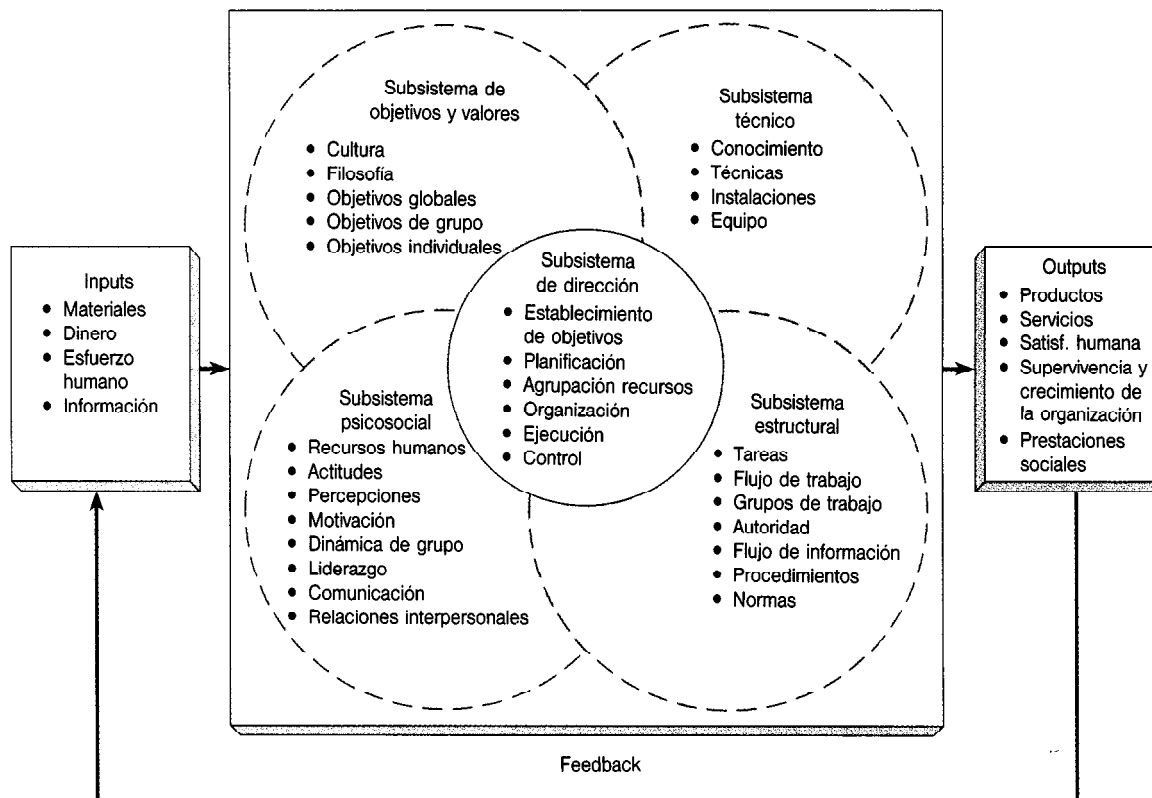 Inputs
● Materiales
● Dinero
● Esfuerzo
humano
● Información
Subsistema de
objetivos y valores
● Cultura
● Filosofía
● Objetivos globales
● Objetivos de grupo
● Objetivos individuales
Subsistema
técnico
● Conocimiento
● Técnicas
● Instalaciones
● Equipo
Subsistema
de dirección
● Establecimiento
de objetivos
● Planificación
● Agrupación recursos
● Organización
● Ejecución
● Control
Subsistema
psicosocial
● Recursos humanos
● Actitudes
● Percepciones
● Motivación
● Dinámica de grupo
● Liderazgo
● Comunicación
● Relaciones interpersonales
Subsistema
estructural
● Tareas
● Flujo de trabajo
● Grupos de trabajo
● Autoridad
● Flujo de información
● Procedimientos
● Normas
Outputs
● Productos
● Servicios
● Satisf. humana
● Supervivencia y
crecimiento de
la organización
● Prestaciones
sociales
Feedback